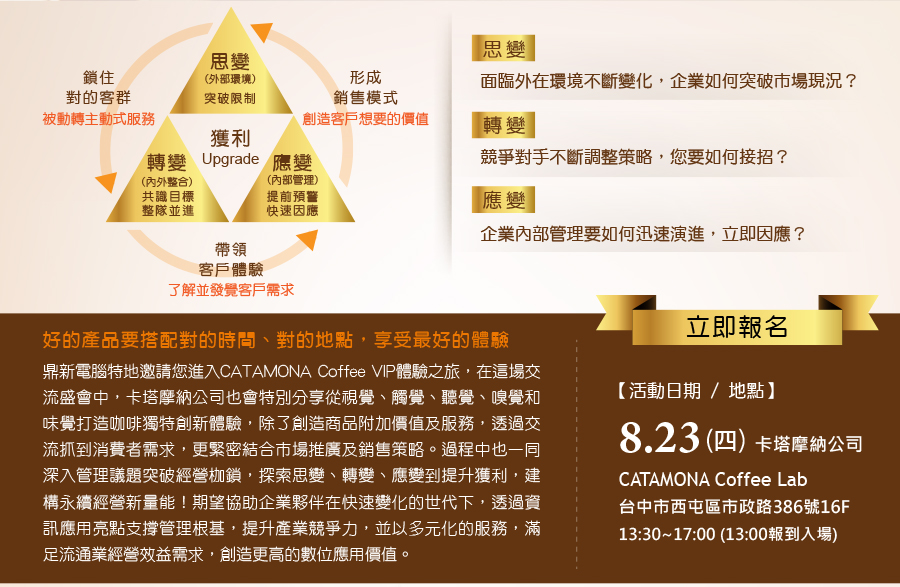 思變
(外部環境)
突破限制
鎖住
對的客群
被動轉主動式服務
形成
銷售模式
創造客戶想要的價值
獲利
Upgrade
轉變
(內外整合)
共識目標
整隊並進
應變
(內部管理)
提前預警
快速因應
帶領
客戶體驗
了解並發覺客戶需求
思變
面臨外在環境不斷變化，企業如何突破市場現況？
轉變
競爭對手不斷調整策略，您要如何接招？
應變
企業內部管理要如何迅速演進，立即因應？
好的產品要搭配對的時間、對的地點，享受最好的體驗
鼎新電腦特地邀請您進入CATAMONA Coffee VIP體驗之旅，在這場交
流盛會中，卡塔摩納公司也會特別分享從視覺、觸覺、聽覺、嗅覺和
味覺打造咖啡獨特創新體驗，除了創造商品附加價值及服務，透過交
流抓到消費者需求，更緊密結合市場推廣及銷售策略。過程中也一同
深入管理議題突破經營枷鎖，探索思變、轉變、應變到提升獲利，建
構永續經營新量能！期望協助企業夥伴在快速變化的世代下，透過資
訊應用亮點支撐管理根基，提升產業競爭力，並以多元化的服務，滿
足流通業經營效益需求，創造更高的數位應用價值。
立即報名
【活動日期 / 地點】
8.23(四) 卡塔摩納公司
CATAMONA Coffee Lab
台中市西屯區市政路386號16F
13:30~17:00 (13:00報到入場)